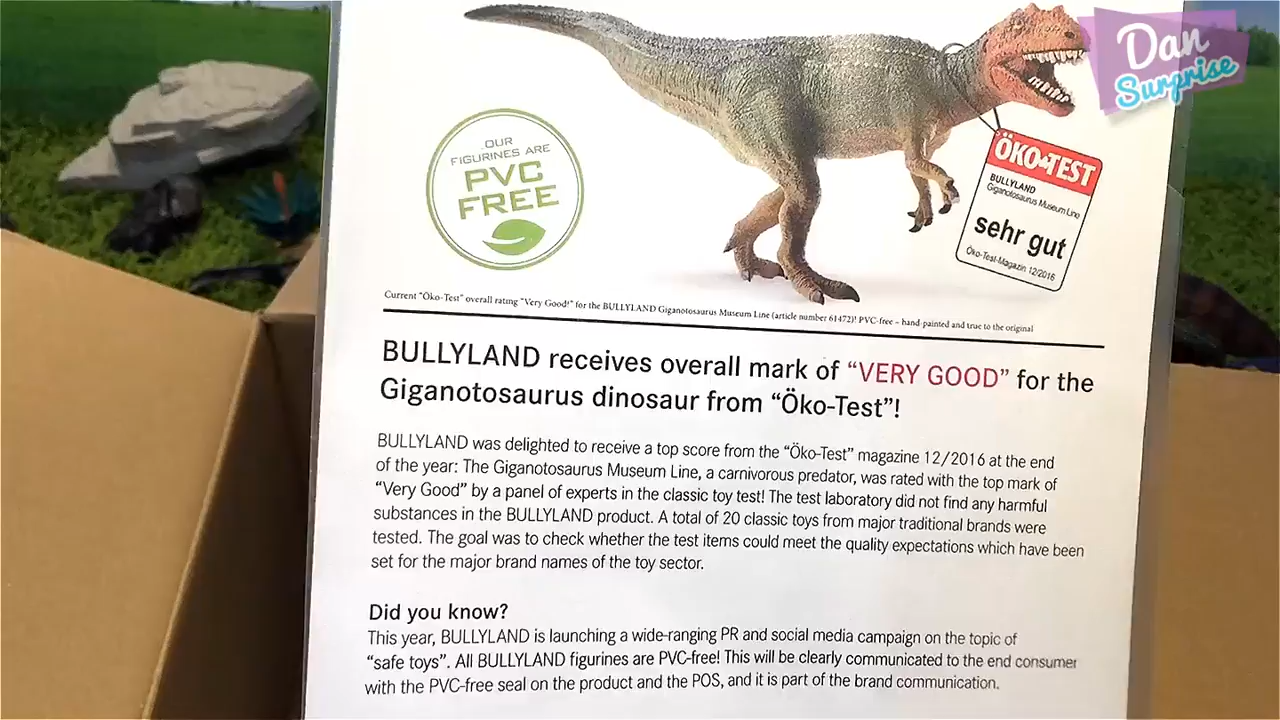 Dan
Surprise
OUR
FIGURINES ARE
PVC
FREE
ÖKO-TEST
BULLYLAND
Giganotosaurus Museum Line
sehr gut
Öko-Test-Magazin 12/2016
Current "Öko-Test" overall rating "Very Good!" for the BULLYLAND Giganotosaurus Museum Line (article number 61472)! PVC-free – hand-painted and true to the original
BULLYLAND receives overall mark of “VERY GOOD” for the
Giganotosaurus dinosaur from “Öko-Test”!
BULLYLAND was delighted to receive a top score from the “Öko-Test” magazine 12/2016 at the end
of the year: The Giganotosaurus Museum Line, a carnivorous predator, was rated with the top mark of
“Very Good” by a panel of experts in the classic toy test! The test laboratory did not find any harmful
substances in the BULLYLAND product. A total of 20 classic toys from major traditional brands were
tested. The goal was to check whether the test items could meet the quality expectations which have been
set for the major brand names of the toy sector.
Did you know?
This year, BULLYLAND is launching a wide-ranging PR and social media campaign on the topic of
“safe toys”. All BULLYLAND figurines are PVC-free! This will be clearly communicated to the end consumer
with the PVC-free seal on the product and the POS, and it is part of the brand communication.